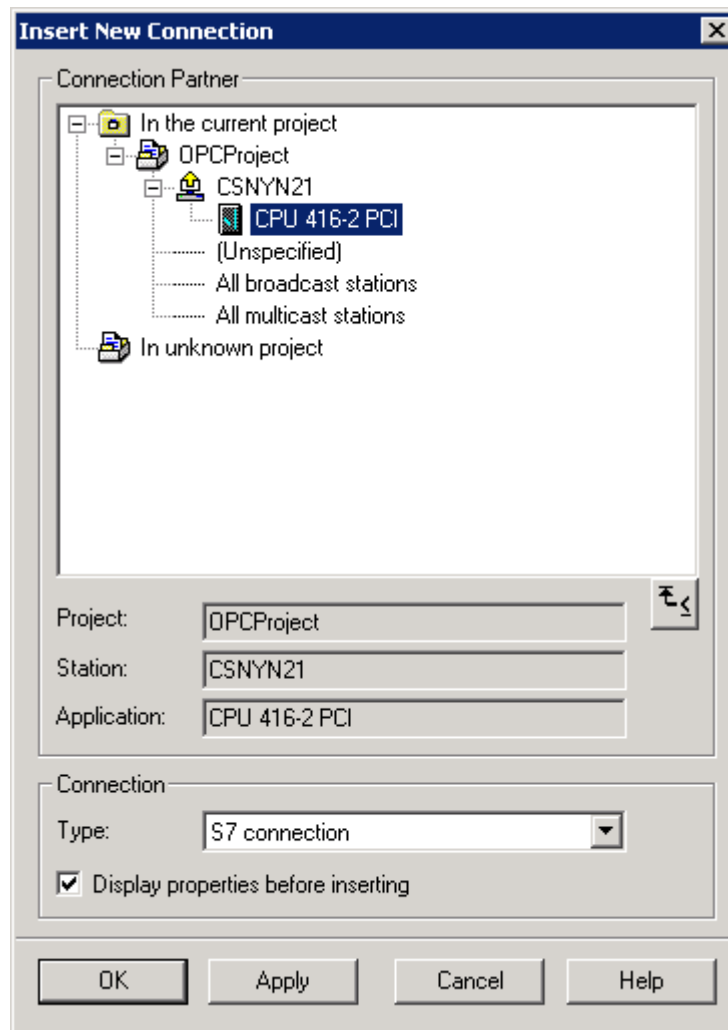 Insert New Connection
Connection Partner
In the current project
OPCProject
CSNYN21
CPU 416-2 PCI
(Unspecified)
All broadcast stations
All multicast stations
In unknown project
Project: OPCProject
Station: CSNYN21
Application: CPU 416-2 PCI
Connection
Type: S7 connection
Display properties before inserting
OK Apply Cancel Help